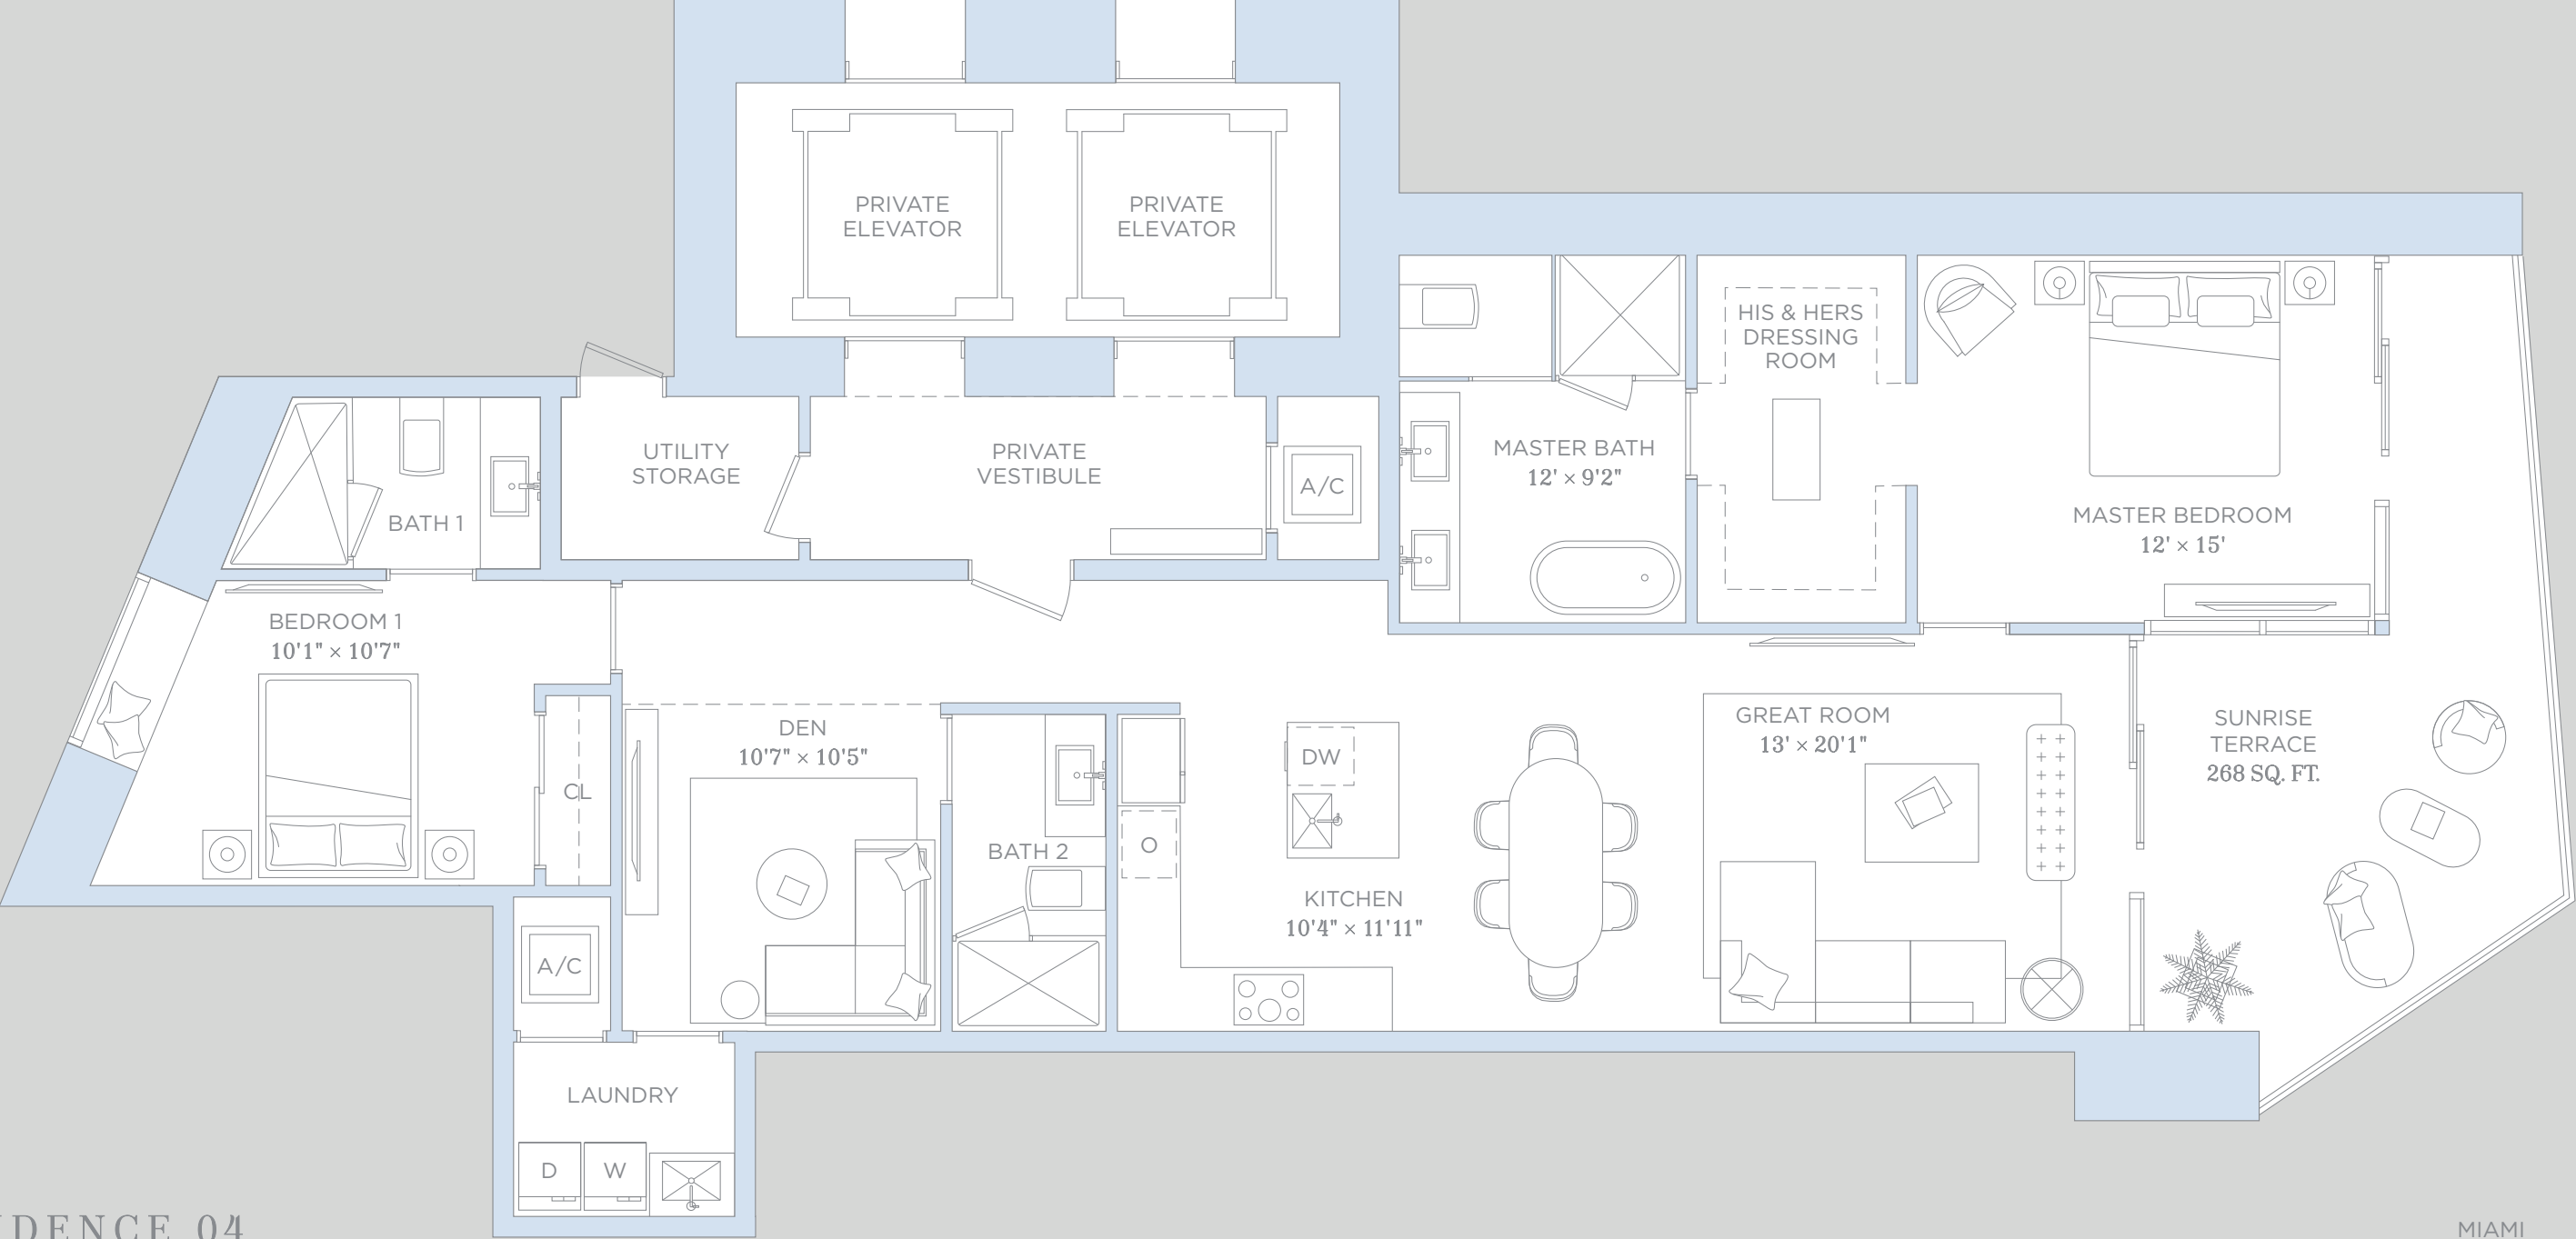 PRIVATE
ELEVATOR
PRIVATE
ELEVATOR
HIS & HERS
DRESSING
ROOM
UTILITY
STORAGE
PRIVATE
VESTIBULE
A/C
MASTER BATH
12' × 9'2"
MASTER BEDROOM
12' × 15'
BATH 1
BEDROOM 1
10'1" × 10'7"
CL
DEN
10'7" × 10'5"
BATH 2
O
DW
KITCHEN
10'4" × 11'11"
GREAT ROOM
13' × 20'1"
SUNRISE
TERRACE
268 SQ. FT.
A/C
LAUNDRY
D
W
DENCE 04
MIAMI